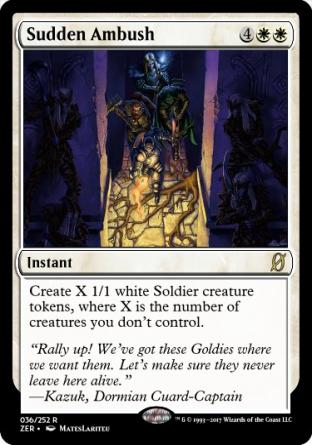 Sudden Ambush 4
Instant
Create X 1/1 white Soldier creature
tokens, where X is the number of
creatures you don't control.
“Rally up! We've got these Goldies where
we want them. Let's make sure they never
leave here alive.”
—Kazuk, Dormian Cuard-Captain
036/252 R
ZER • MatesLariteu
™ & © 1993–2017 Wizards of the Coast LLC